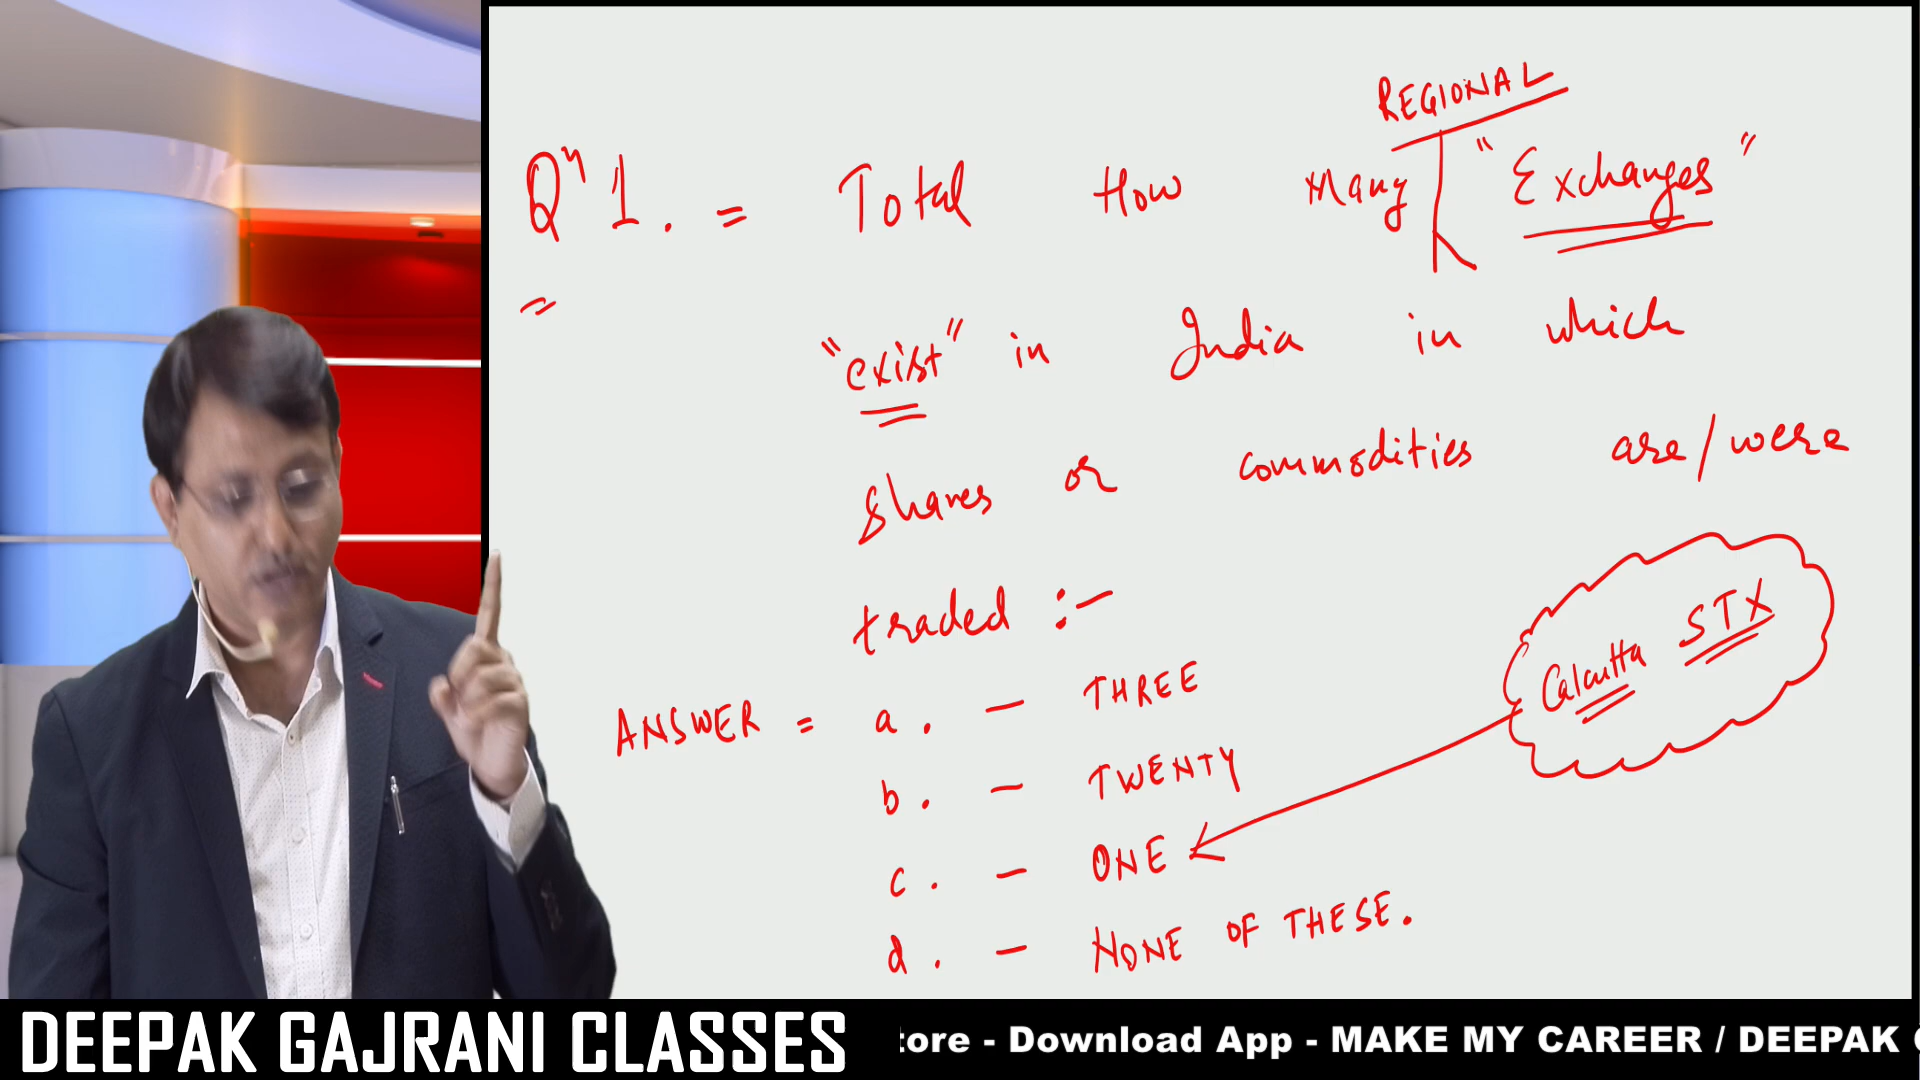 REGIONAL
Qn 1. = Total How Many "Exchanges"
=
"exist" in India in which
shares or commodities are/were
traded :-
Calcutta STX
ANSWER = a. - THREE
b. - TWENTY
c. - ONE
d. - NONE OF THESE.
DEEPAK GAJRANI CLASSES
tore - Download App - MAKE MY CAREER / DEEPAK